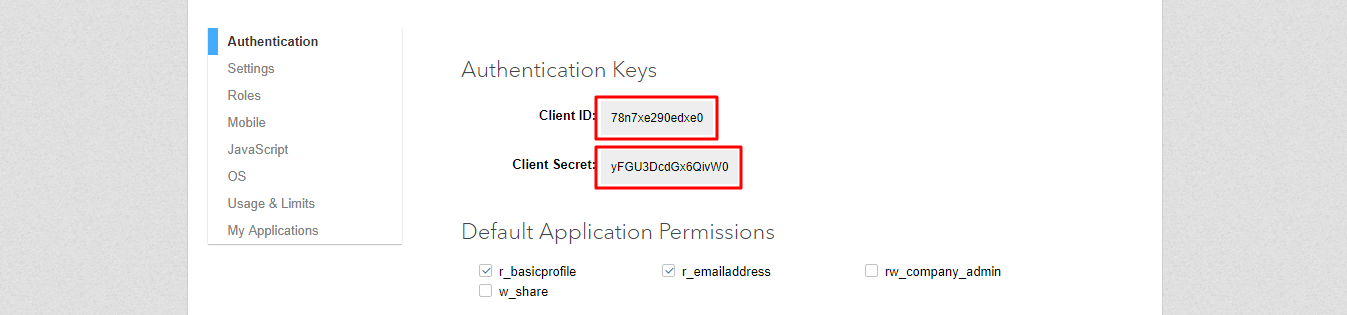 Authentication
Settings
Roles
Mobile
JavaScript
OS
Usage & Limits
My Applications
Authentication Keys
Client ID: 78n7xe290edxe0
Client Secret: yFGU3DcdGx6QivW0
Default Application Permissions
r_basicprofile r_emailaddress rw_company_admin
w_share